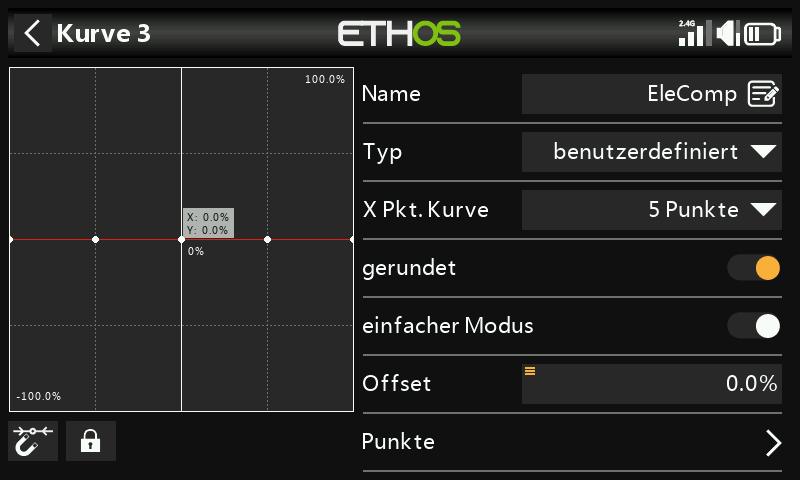 Kurve 3
ETHOS
2.4G
100.0%
X: 0.0%
Y: 0.0%
0%
-100.0%
Name
EleComp
Typ
benutzerdefiniert
X Pkt. Kurve
5 Punkte
gerundet
einfacher Modus
Offset
0.0%
Punkte